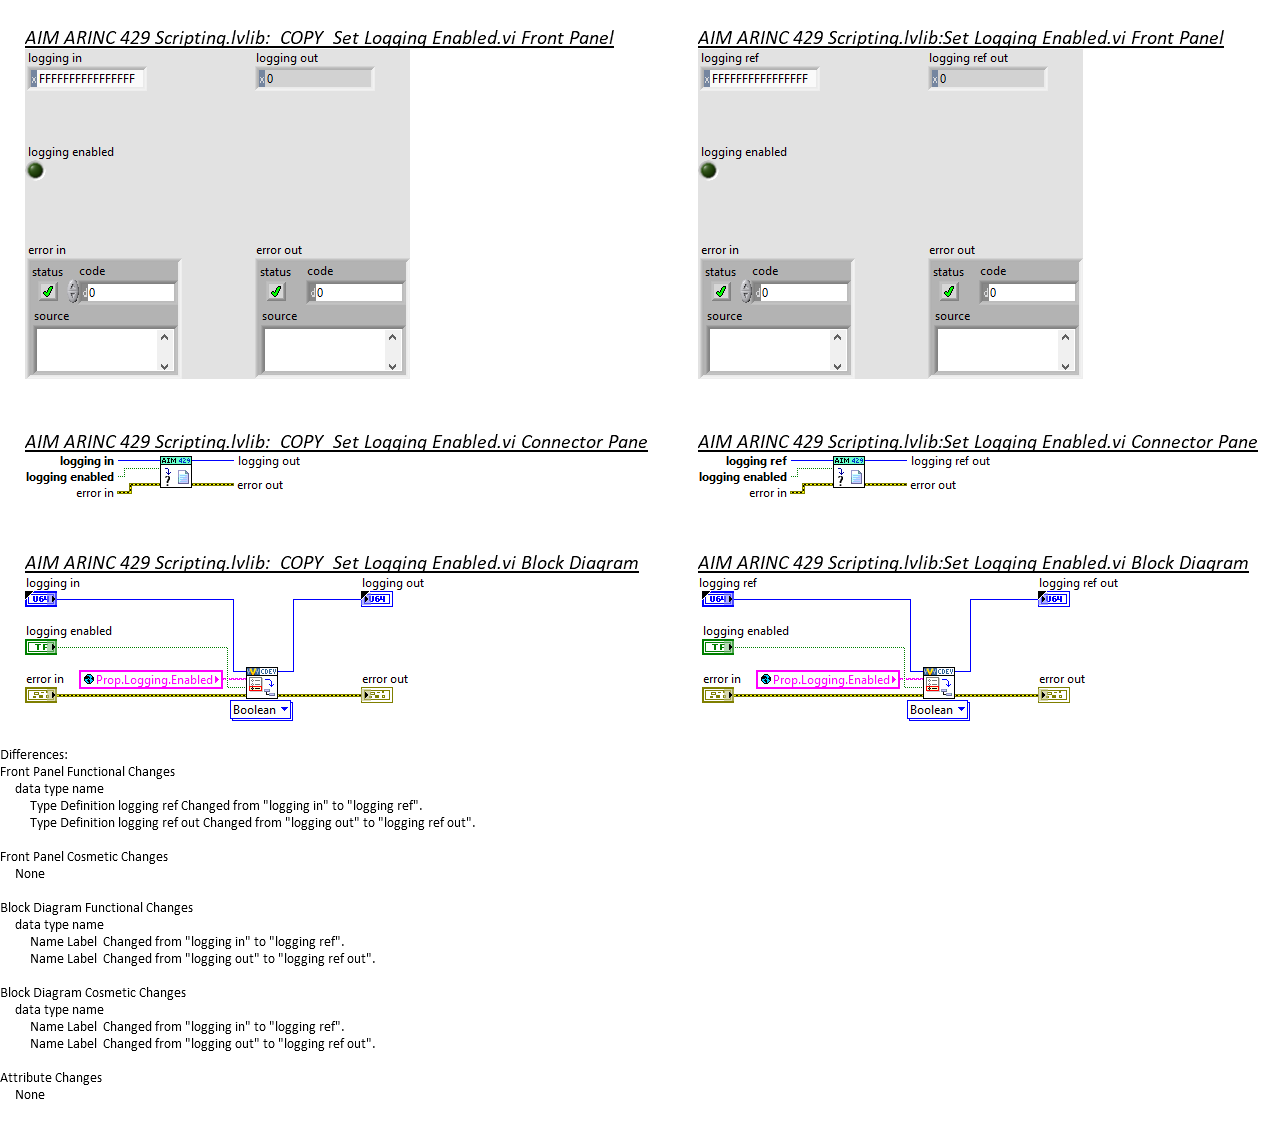 AIM ARINC 429 Scripting.lvlib:_COPY_Set Logging Enabled.vi Front Panel
logging in
logging out
x FFFFFFFFFFFFFFFF
x 0
logging enabled
error in
error out
status
code
status
code
d 0
d 0
source
source
AIM ARINC 429 Scripting.lvlib:Set Logging Enabled.vi Front Panel
logging ref
logging ref out
x FFFFFFFFFFFFFFFF
x 0
logging enabled
error in
error out
status
code
status
code
d 0
d 0
source
source
AIM ARINC 429 Scripting.lvlib:_COPY_Set Logging Enabled.vi Connector Pane
logging in
AIM 429
logging out
logging enabled
?
error in
error out
AIM ARINC 429 Scripting.lvlib:Set Logging Enabled.vi Connector Pane
logging ref
AIM 429
logging ref out
logging enabled
?
error in
error out
AIM ARINC 429 Scripting.lvlib:_COPY_Set Logging Enabled.vi Block Diagram
logging in
logging out
U64
U64
logging enabled
TF
error in
Prop.Logging.Enabled
CDEV
error out
Boolean
AIM ARINC 429 Scripting.lvlib:Set Logging Enabled.vi Block Diagram
logging ref
logging ref out
U64
U64
logging enabled
TF
error in
Prop.Logging.Enabled
CDEV
error out
Boolean
Differences:
Front Panel Functional Changes
data type name
Type Definition logging ref Changed from "logging in" to "logging ref".
Type Definition logging ref out Changed from "logging out" to "logging ref out".
Front Panel Cosmetic Changes
None
Block Diagram Functional Changes
data type name
Name Label  Changed from "logging in" to "logging ref".
Name Label  Changed from "logging out" to "logging ref out".
Block Diagram Cosmetic Changes
data type name
Name Label  Changed from "logging in" to "logging ref".
Name Label  Changed from "logging out" to "logging ref out".
Attribute Changes
None